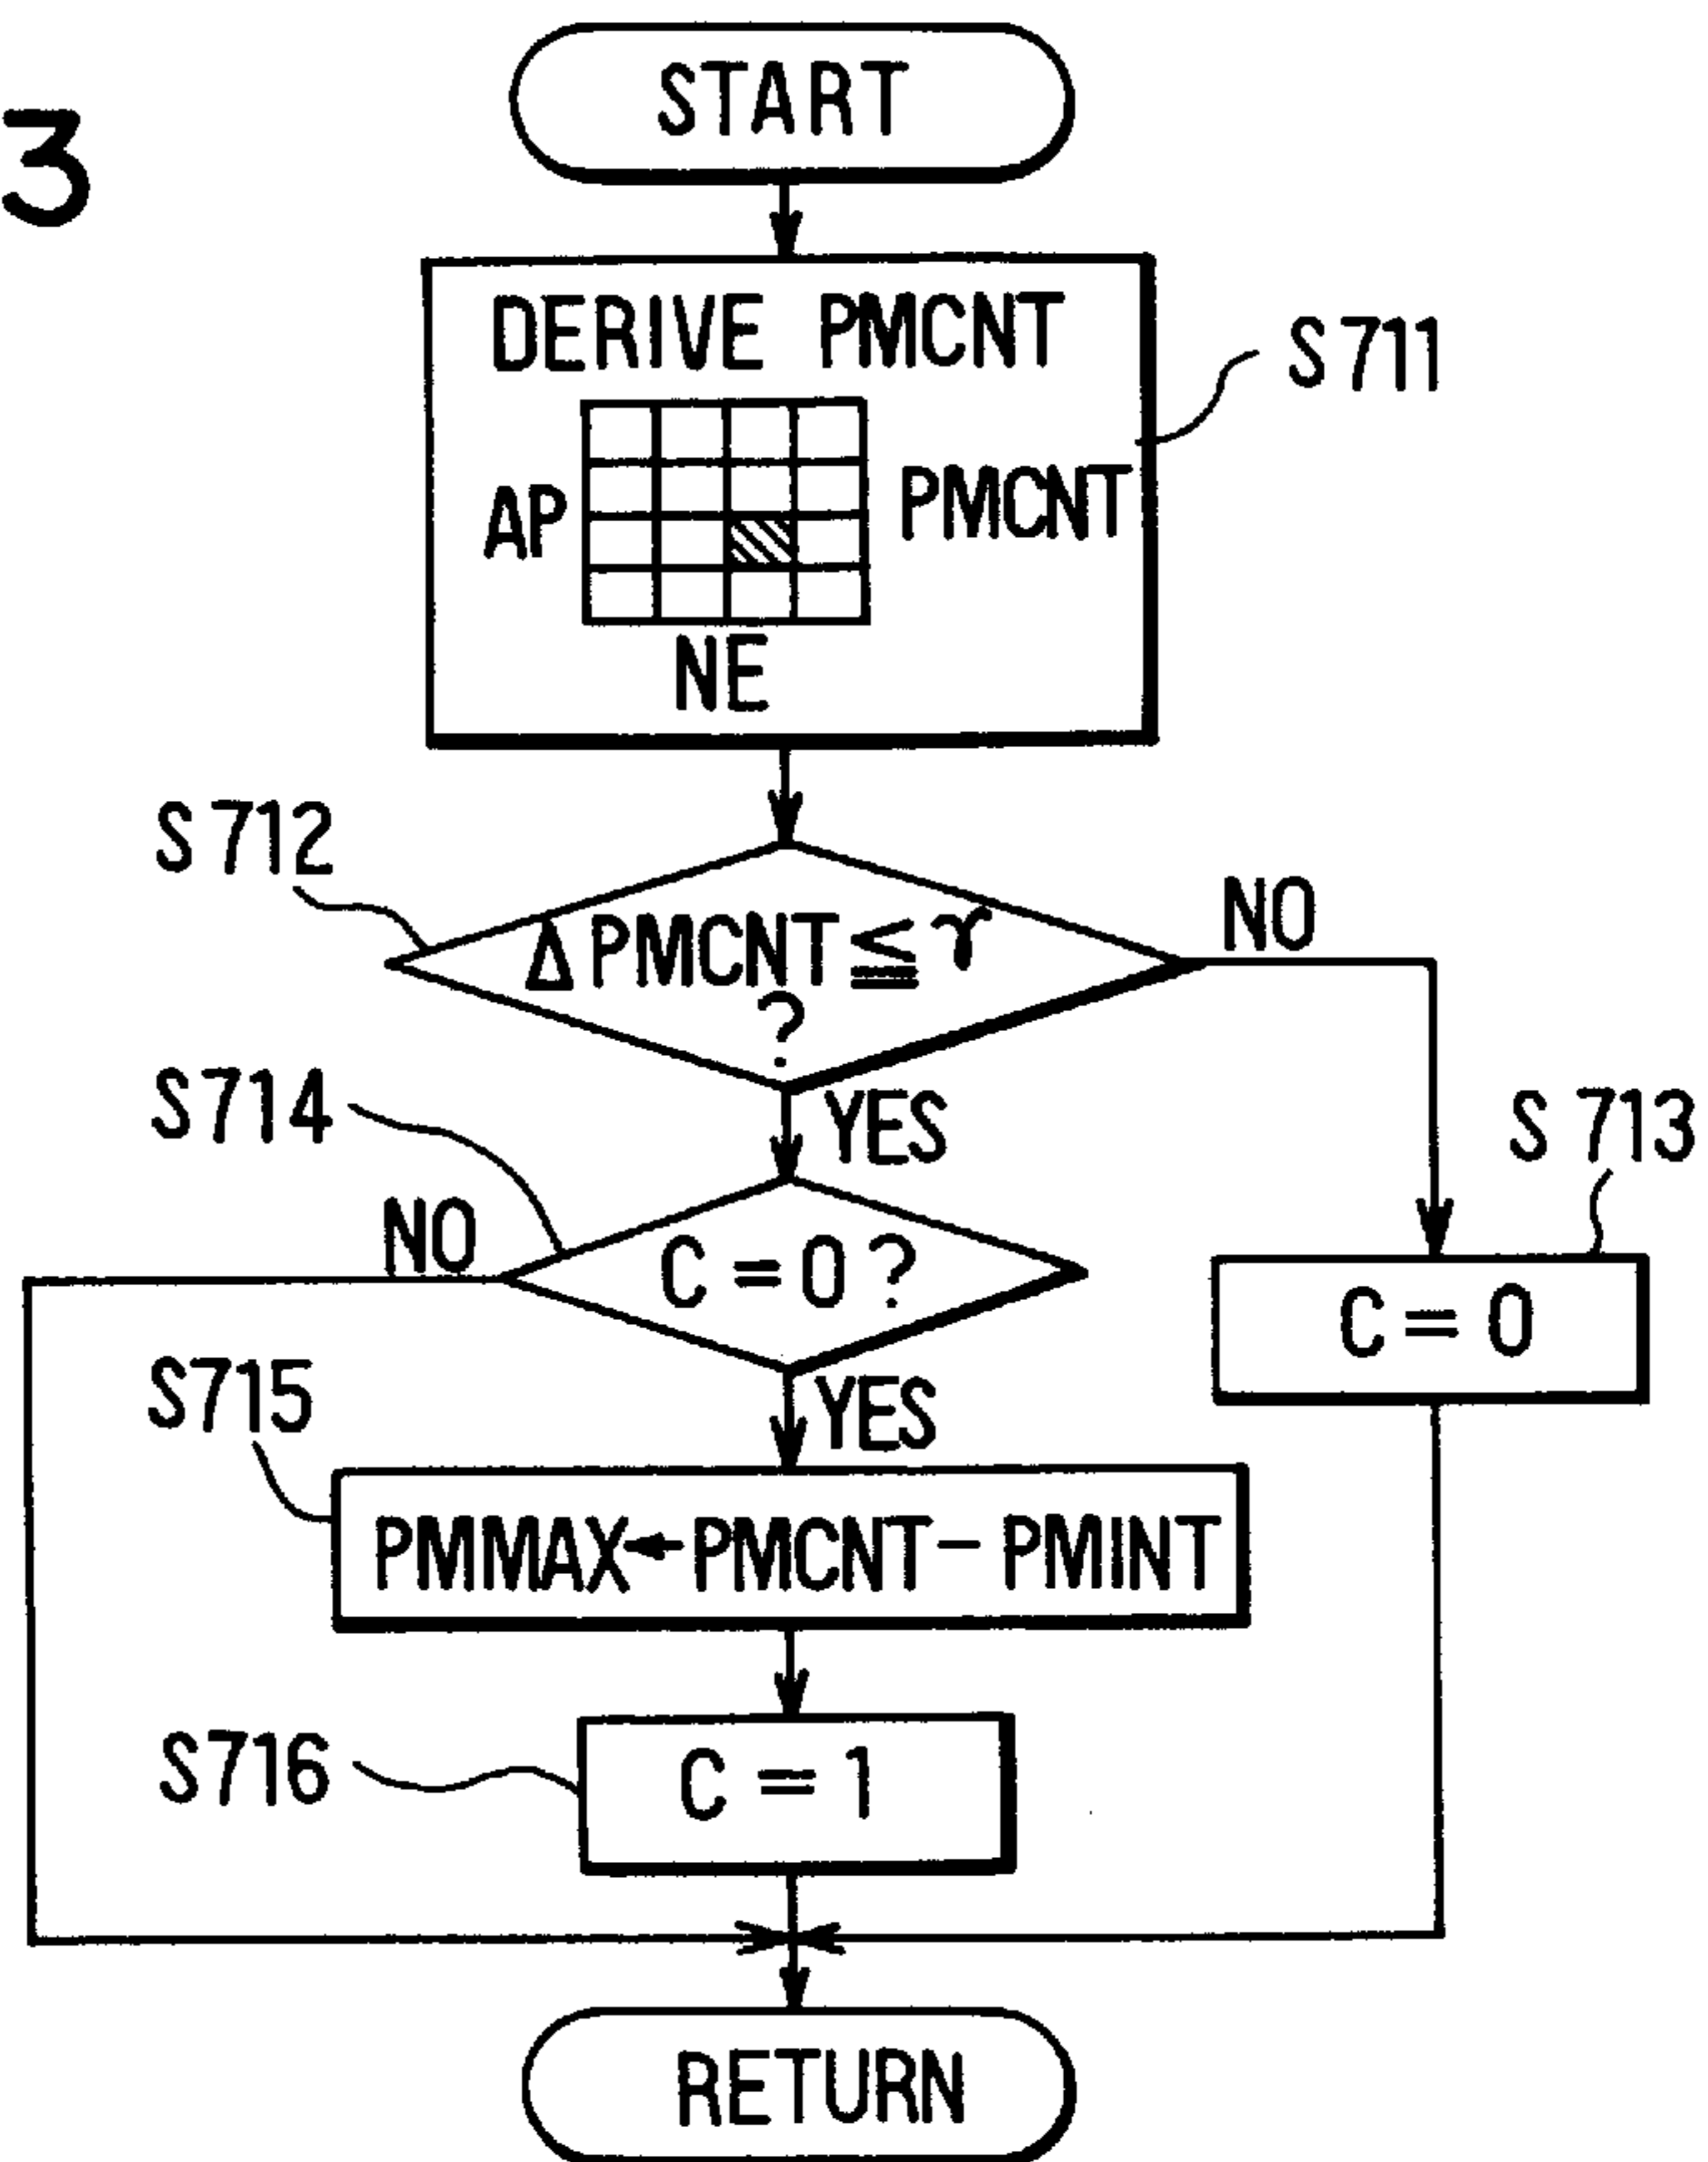 3
START
DERIVE PMCNT
S711
AP
PMCNT
NE
S712
ΔPMCNT≦γ
?
NO
YES
S714
S713
NO
C=0?
C=0
YES
S715
PMMAX←PMCNT−PMINT
S716
C=1
RETURN